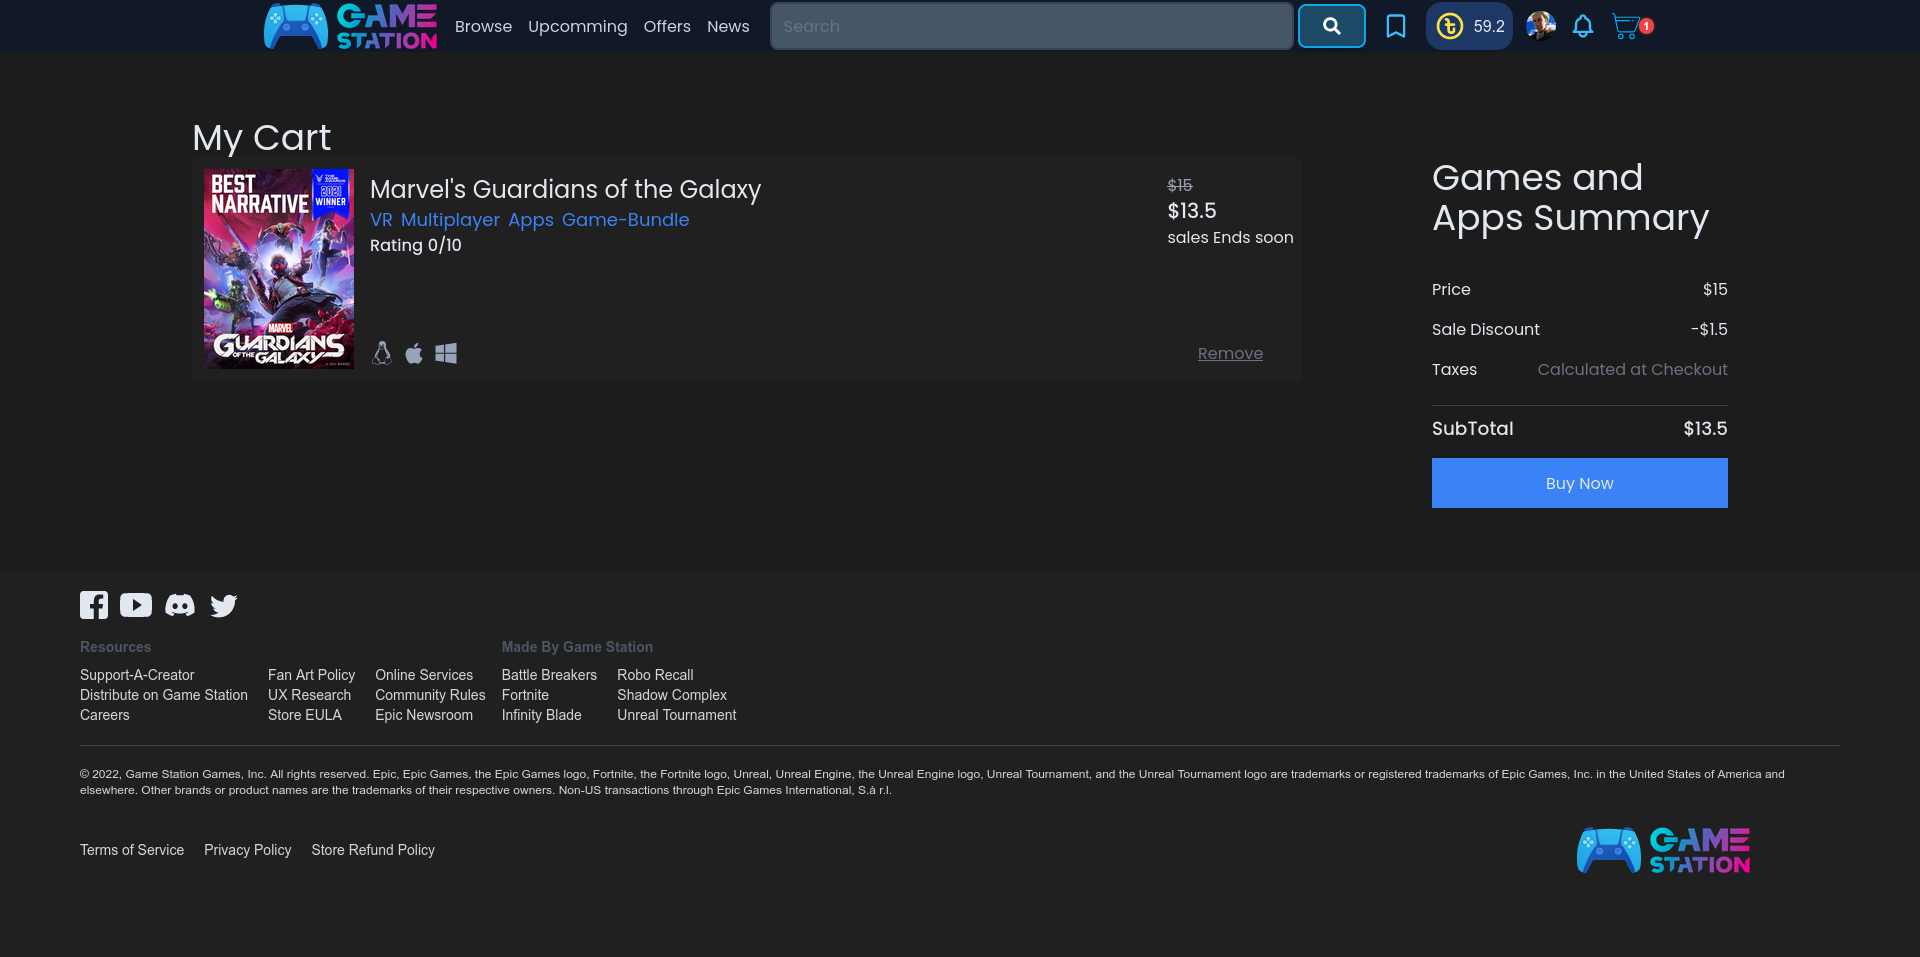 GAME STATION
Browse Upcomming Offers News
Search
59.2
1
My Cart
BEST NARRATIVE
2021 WINNER
MARVEL
GUARDIANS OF THE GALAXY
Marvel's Guardians of the Galaxy
VR Multiplayer Apps Game-Bundle
Rating 0/10
$15
$13.5
sales Ends soon
Remove
Games and
Apps Summary
Price $15
Sale Discount -$1.5
Taxes Calculated at Checkout
SubTotal $13.5
Buy Now
Resources
Support-A-Creator Fan Art Policy Online Services
Distribute on Game Station UX Research Community Rules
Careers Store EULA Epic Newsroom
Made By Game Station
Battle Breakers Robo Recall
Fortnite Shadow Complex
Infinity Blade Unreal Tournament
© 2022, Game Station Games, Inc. All rights reserved. Epic, Epic Games, the Epic Games logo, Fortnite, the Fortnite logo, Unreal, Unreal Engine, the Unreal Engine logo, Unreal Tournament, and the Unreal Tournament logo are trademarks or registered trademarks of Epic Games, Inc. in the United States of America and
elsewhere. Other brands or product names are the trademarks of their respective owners. Non-US transactions through Epic Games International, S.à r.l.
Terms of Service Privacy Policy Store Refund Policy
GAME STATION